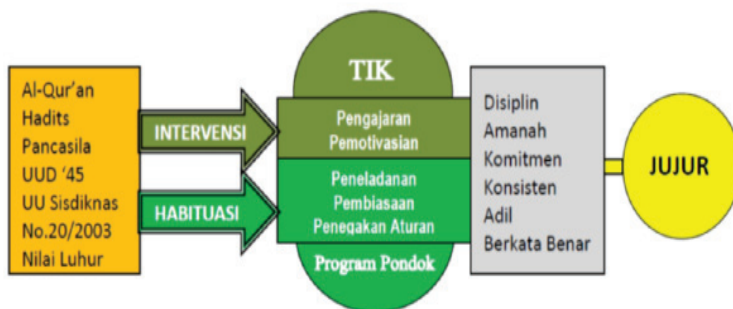 Al-Qur'an
Hadits
Pancasila
UUD '45
UU Sisdiknas
No.20/2003
Nilai Luhur
INTERVENSI
HABITUASI
TIK
Pengajaran
Pemotivasian
Peneladanan
Pembiasaan
Penegakan Aturan
Program Pondok
Disiplin
Amanah
Komitmen
Konsisten
Adil
Berkata Benar
JUJUR